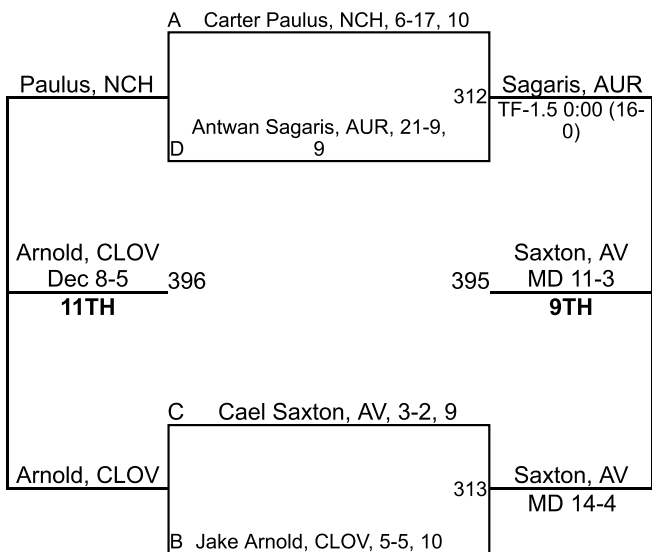 A Carter Paulus, NCH, 6-17, 10
Paulus, NCH
312
Sagaris, AUR
TF-1.5 0:00 (16-
0)
Antwan Sagaris, AUR, 21-9,
9
D
Arnold, CLOV
Dec 8-5
396
11TH
Saxton, AV
395
MD 11-3
9TH
C Cael Saxton, AV, 3-2, 9
Arnold, CLOV
313
Saxton, AV
MD 14-4
B Jake Arnold, CLOV, 5-5, 10